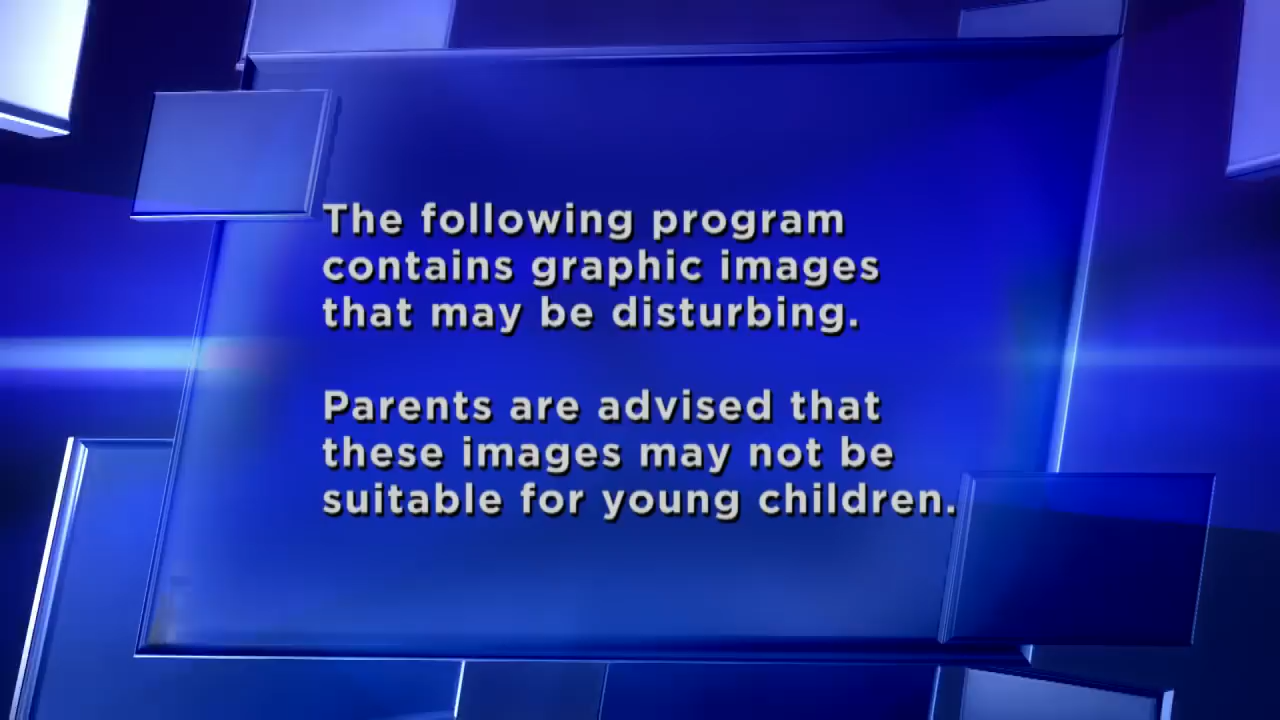 The following program
contains graphic images
that may be disturbing.
Parents are advised that
these images may not be
suitable for young children.